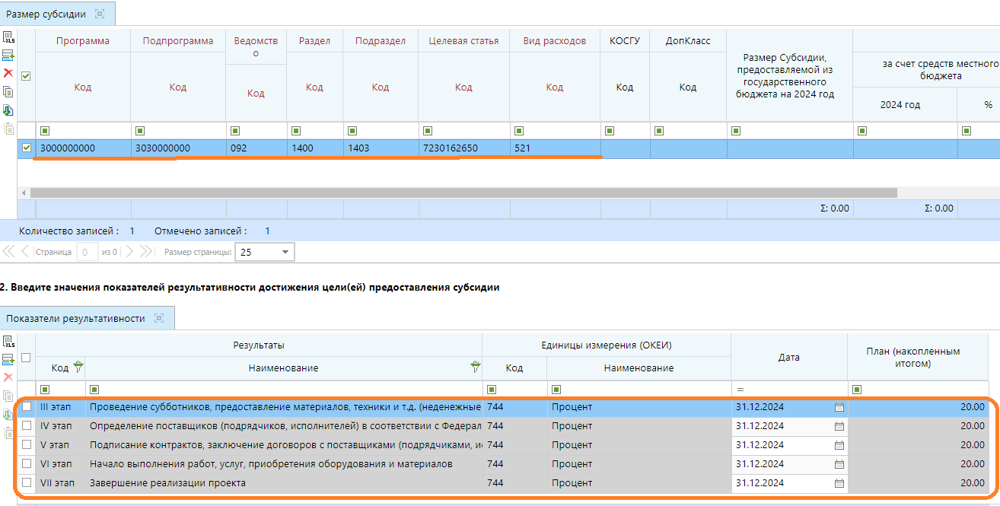 Размер субсидии
XLS
Программа Подпрограмма Ведомств Раздел Подраздел Целевая статья Вид расходов КОСГУ ДопКласс
о
Размер Субсидии,
предоставляемой из
государственного
бюджета на 2024 год
за счет средств местного
бюджета
Код Код Код Код Код Код Код Код Код
2024 год %
3000000000 3030000000 092 1400 1403 7230162650 521
Σ: 0.00 Σ: 0.00
Количество записей : 1 Отмечено записей : 1
Страница 0 из 0 Размер страницы: 25
2. Введите значения показателей результативности достижения цели(ей) предоставления субсидии
Показатели результативности
XLS
Результаты Единицы измерения (ОКЕИ) Дата План (накопленным
итогом)
Код Наименование Код Наименование
=
III этап Проведение субботников, предоставление материалов, техники и т.д. (неденежные 744 Процент 31.12.2024 20.00
IV этап Определение поставщиков (подрядчиков, исполнителей) в соответствии с Федерал 744 Процент 31.12.2024 20.00
V этап Подписание контрактов, заключение договоров с поставщиками (подрядчиками, ис 744 Процент 31.12.2024 20.00
VI этап Начало выполнения работ, услуг, приобретения оборудования и материалов 744 Процент 31.12.2024 20.00
VII этап Завершение реализации проекта 744 Процент 31.12.2024 20.00